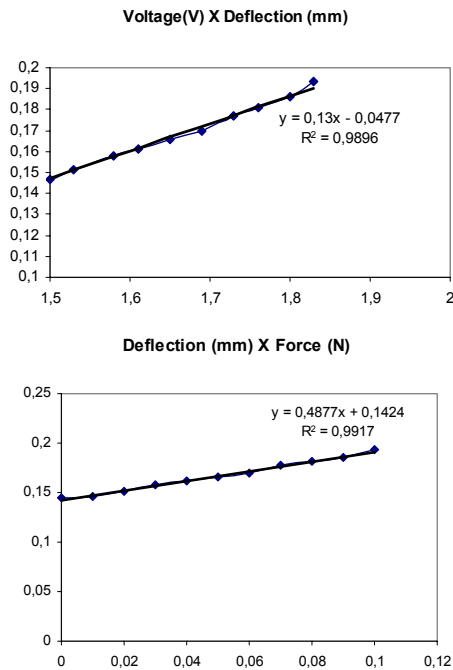 Voltage(V) X Deflection (mm)
0,2
0,19
0,18
0,17
0,16
0,15
0,14
0,13
0,12
0,11
0,1
y = 0,13x - 0,0477
R² = 0,9896
1,5 1,6 1,7 1,8 1,9 2
Deflection (mm) X Force (N)
0,25
0,2
0,15
0,1
0,05
0
y = 0,4877x + 0,1424
R² = 0,9917
0 0,02 0,04 0,06 0,08 0,1 0,12